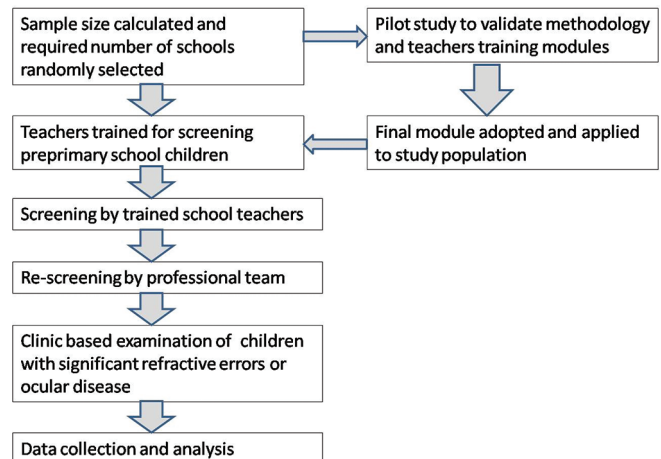 Sample size calculated and
required number of schools
randomly selected
Pilot study to validate methodology
and teachers training modules
Teachers trained for screening
preprimary school children
Final module adopted and applied
to study population
Screening by trained school teachers
Re-screening by professional team
Clinic based examination of children
with significant refractive errors or
ocular disease
Data collection and analysis